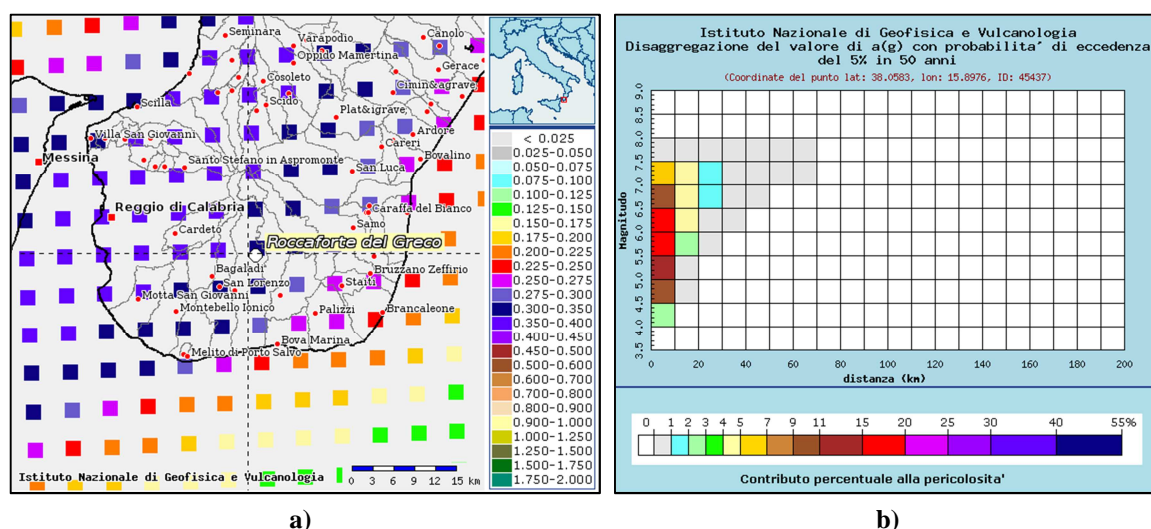 Seminara
Varapodio
Oppido Mamertina
Canolo
Gerace
Cosoleto
Cimin&agrave;
Scilla
Scido
Plat&igrave;
Ardore
Villa San Giovanni
Careri
Bovalino
Messina
Santo Stefano in Aspromonte
San Luca
Reggio di Calabria
Caraffa del Bianco
Samo
Cardeto
Roccaforte del Greco
Bagaladi
Bruzzano Zeffirio
San Lorenzo
Staiti
Motta San Giovanni
Montebello Ionico
Palizzi
Brancaleone
Bova Marina
Melito di Porto Salvo
Istituto Nazionale di Geofisica e Vulcanologia
0 3 6 9 12 15 km
< 0.025
0.025-0.050
0.050-0.075
0.075-0.100
0.100-0.125
0.125-0.150
0.150-0.175
0.175-0.200
0.200-0.225
0.225-0.250
0.250-0.275
0.275-0.300
0.300-0.350
0.350-0.400
0.400-0.450
0.450-0.500
0.500-0.600
0.600-0.700
0.700-0.800
0.800-0.900
0.900-1.000
1.000-1.250
1.250-1.500
1.500-1.750
1.750-2.000
a)
Istituto Nazionale di Geofisica e Vulcanologia
Disaggregazione del valore di a(g) con probabilita' di eccedenza
del 5% in 50 anni
(Coordinate del punto lat: 38.0583, lon: 15.8976, ID: 45437)
Magnitudo
9.0
8.5
8.0
7.5
7.0
6.5
6.0
5.5
5.0
4.5
4.0
3.5
0 10 20 30 40 50 60 70 80 90 100 110 120 130 140 150 160 170 180 190 200
distanza (km)
0 1 2 3 4 5 7 9 11 15 20 25 30 40 55%
Contributo percentuale alla pericolosita'
b)